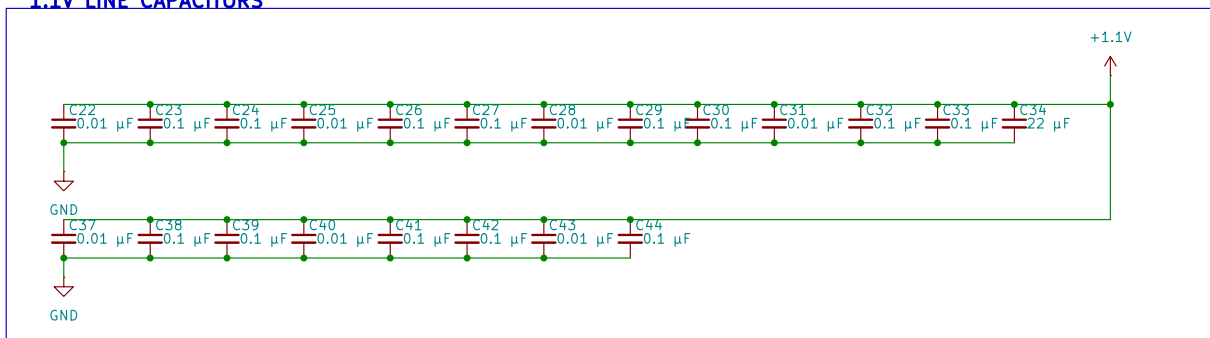 1.1V LINE CAPACITORS
+1.1V
C22 C23 C24 C25 C26 C27 C28 C29 C30 C31 C32 C33 C34
0.01 µF 0.1 µF 0.1 µF 0.01 µF 0.1 µF 0.1 µF 0.01 µF 0.1 µF 0.1 µF 0.01 µF 0.1 µF 0.1 µF 22 µF
GND
C37 C38 C39 C40 C41 C42 C43 C44
0.01 µF 0.1 µF 0.1 µF 0.01 µF 0.1 µF 0.1 µF 0.01 µF 0.1 µF
GND